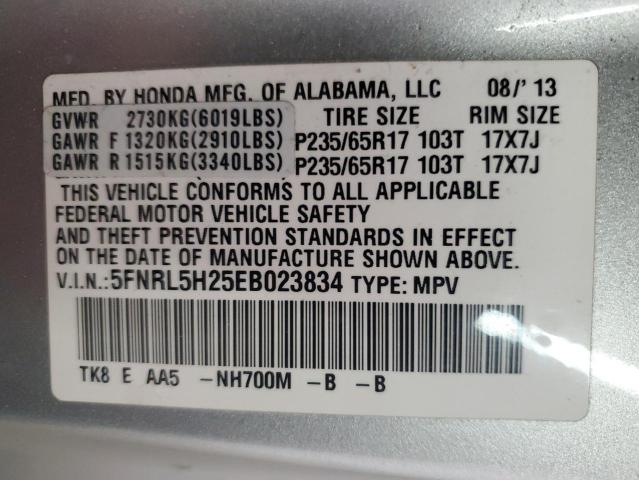 MFD. BY HONDA MFG. OF ALABAMA, LLC 08/'13
GVWR 2730KG(6019LBS) TIRE SIZE RIM SIZE
GAWR F 1320KG(2910LBS) P235/65R17 103T 17X7J
GAWR R 1515KG(3340LBS) P235/65R17 103T 17X7J
THIS VEHICLE CONFORMS TO ALL APPLICABLE
FEDERAL MOTOR VEHICLE SAFETY
AND THEFT PREVENTION STANDARDS IN EFFECT
ON THE DATE OF MANUFACTURE SHOWN ABOVE.
V.I.N.:5FNRL5H25EB023834 TYPE: MPV
TK8 E AA5 -NH700M -B -B